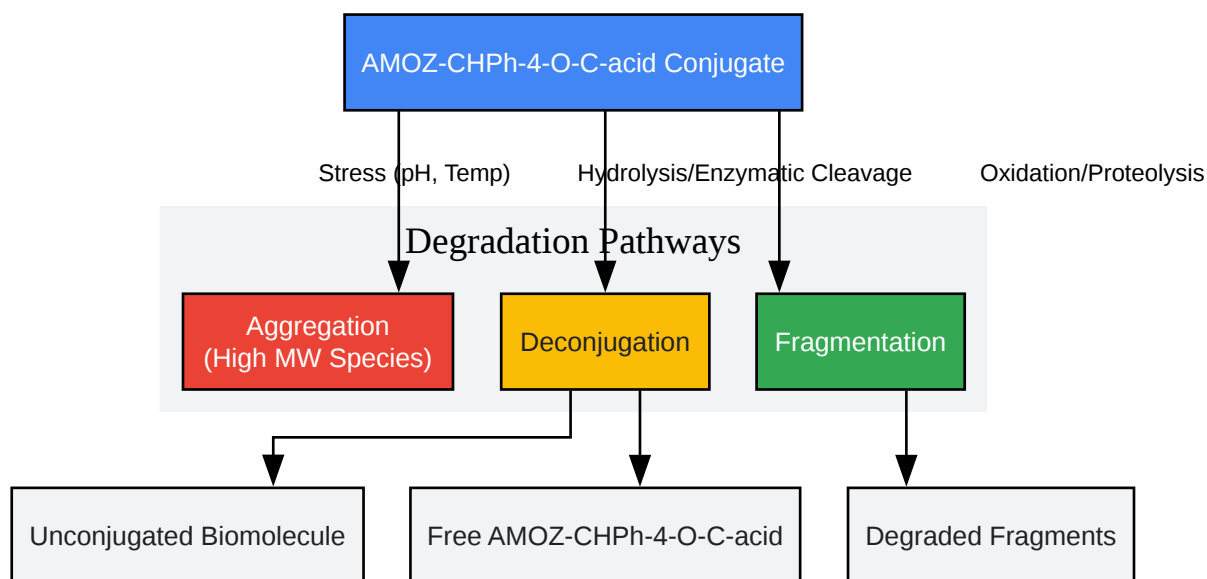 AMOZ-CHPh-4-O-C-acid Conjugate
Stress (pH, Temp)
Hydrolysis/Enzymatic Cleavage
Oxidation/Proteolysis
Degradation Pathways
Aggregation
(High MW Species)
Deconjugation
Fragmentation
Unconjugated Biomolecule
Free AMOZ-CHPh-4-O-C-acid
Degraded Fragments